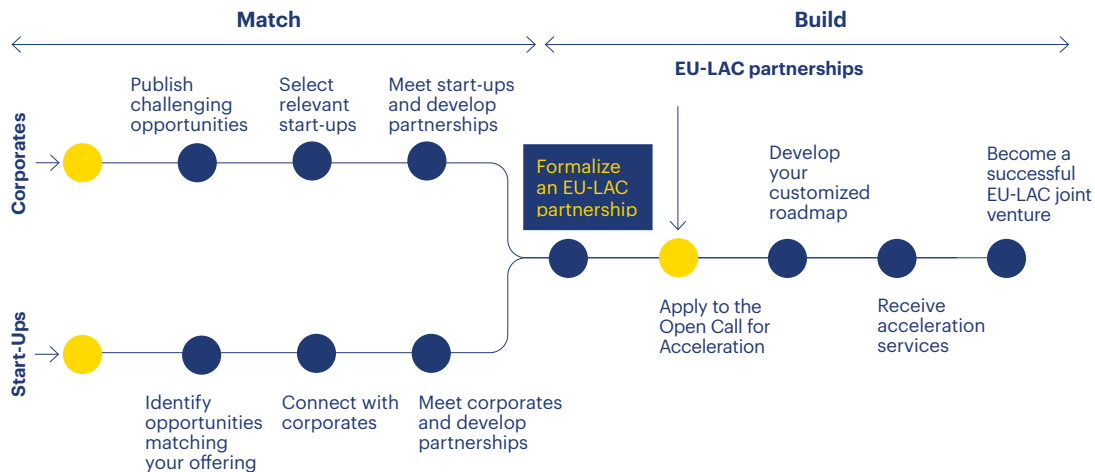 Match
Build
EU-LAC partnerships
Corporates
Publish
challenging
opportunities
Select
relevant
start-ups
Meet start-ups
and develop
partnerships
Formalize
an EU-LAC
partnership
Develop
your
customized
roadmap
Become a
successful
EU-LAC joint
venture
Apply to the
Open Call for
Acceleration
Receive
acceleration
services
Start-Ups
Identify
opportunities
matching
your offering
Connect with
corporates
Meet corporates
and develop
partnerships